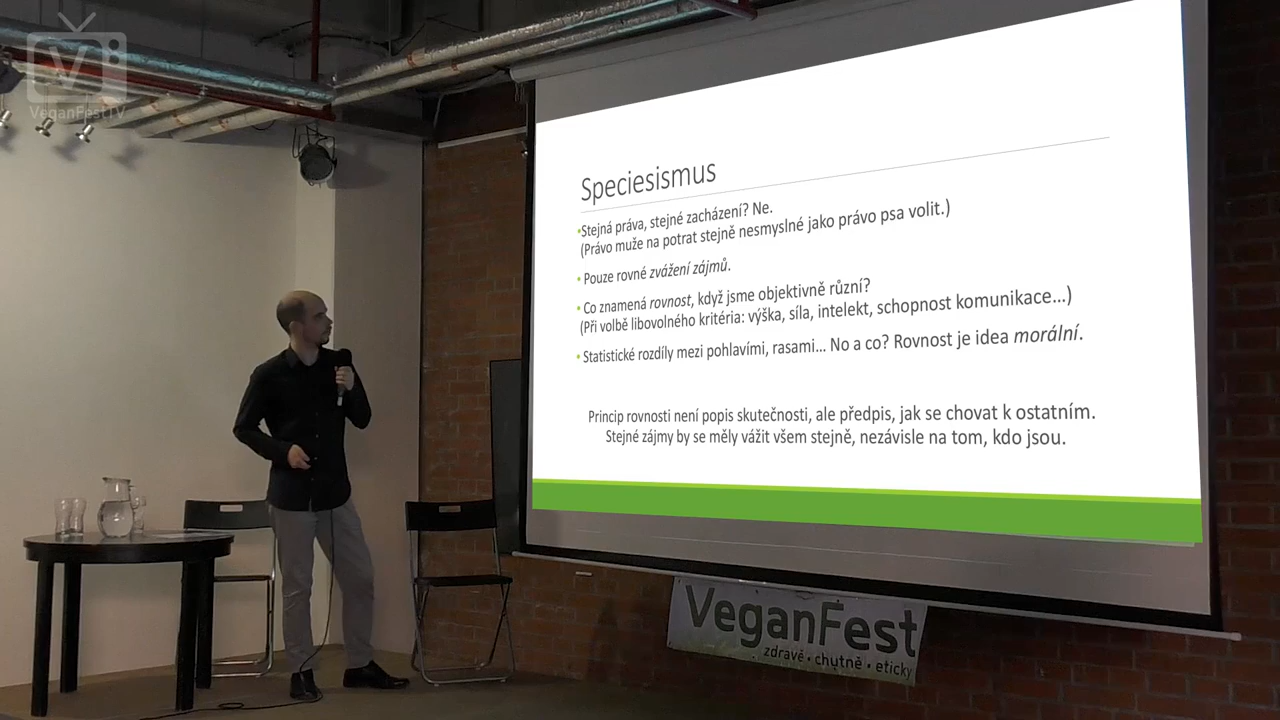 V
VeganFestTV
Speciesismus
•Stejná práva, stejné zacházení? Ne.
(Právo muže na potrat stejně nesmyslné jako právo psa volit.)
• Pouze rovné zvážení zájmů.
• Co znamená rovnost, když jsme objektivně různí?
(Při volbě libovolného kritéria: výška, síla, intelekt, schopnost komunikace...)
• Statistické rozdíly mezi pohlavími, rasami... No a co? Rovnost je idea morální.
Princip rovnosti není popis skutečnosti, ale předpis, jak se chovat k ostatním.
Stejné zájmy by se měly vážit všem stejně, nezávisle na tom, kdo jsou.
VeganFest
zdravě • chutně • eticky